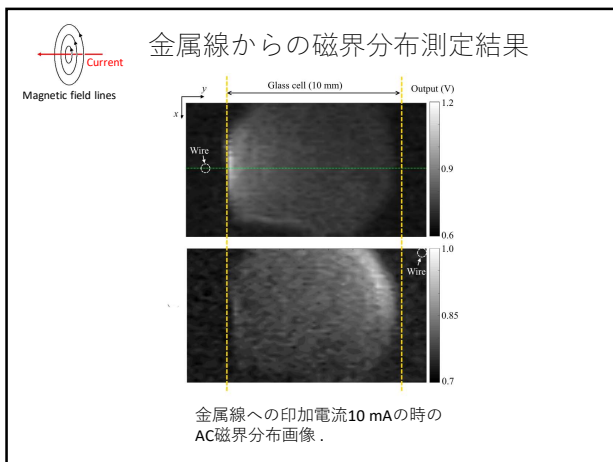 金属線からの磁界分布測定結果
Current
Magnetic field lines
Glass cell (10 mm)
Output (V)
y
x
1.2
Wire
0.9
0.6
1.0
Wire
0.85
0.7
金属線への印加電流10 mAの時の
AC磁界分布画像.